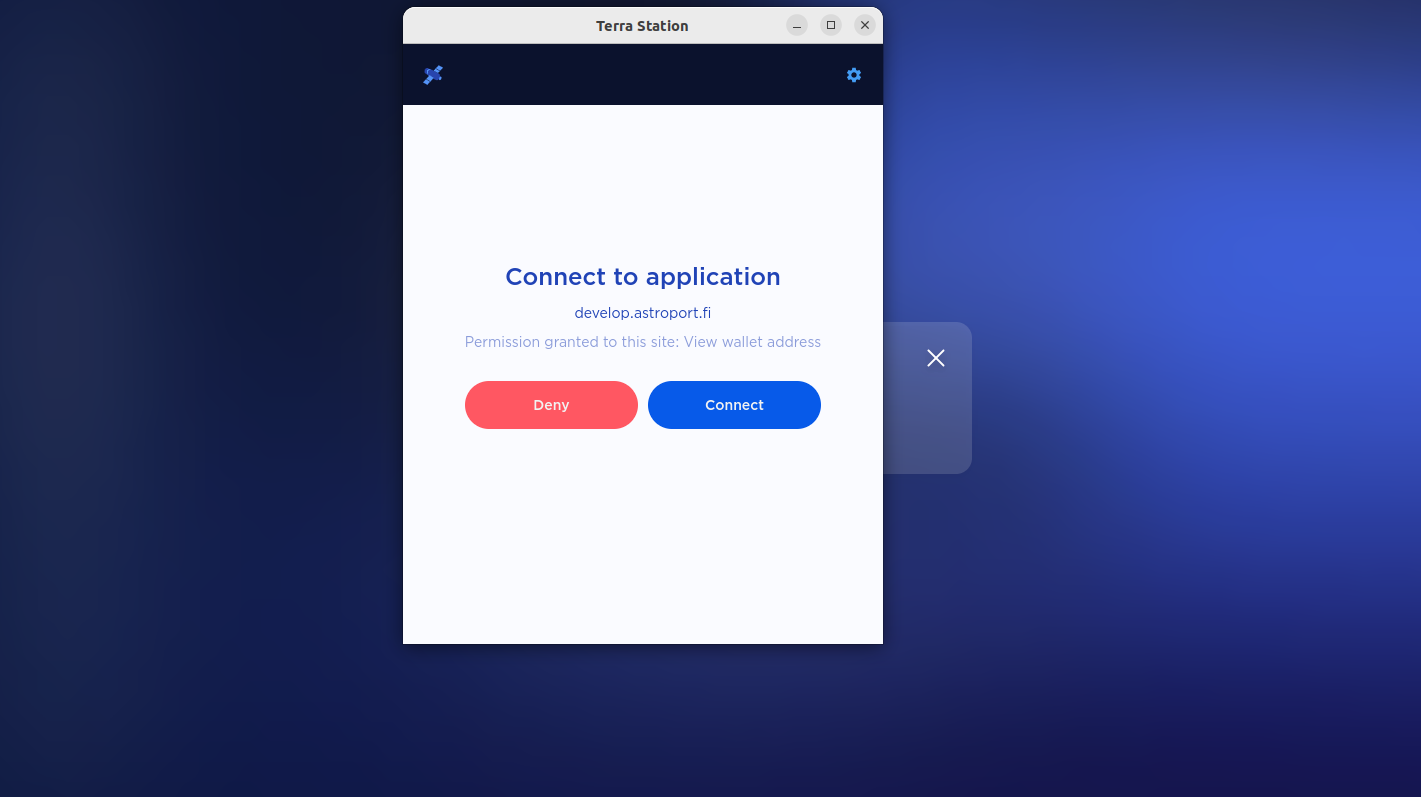 Terra Station
Connect to application
develop.astroport.fi
Permission granted to this site: View wallet address
Deny
Connect